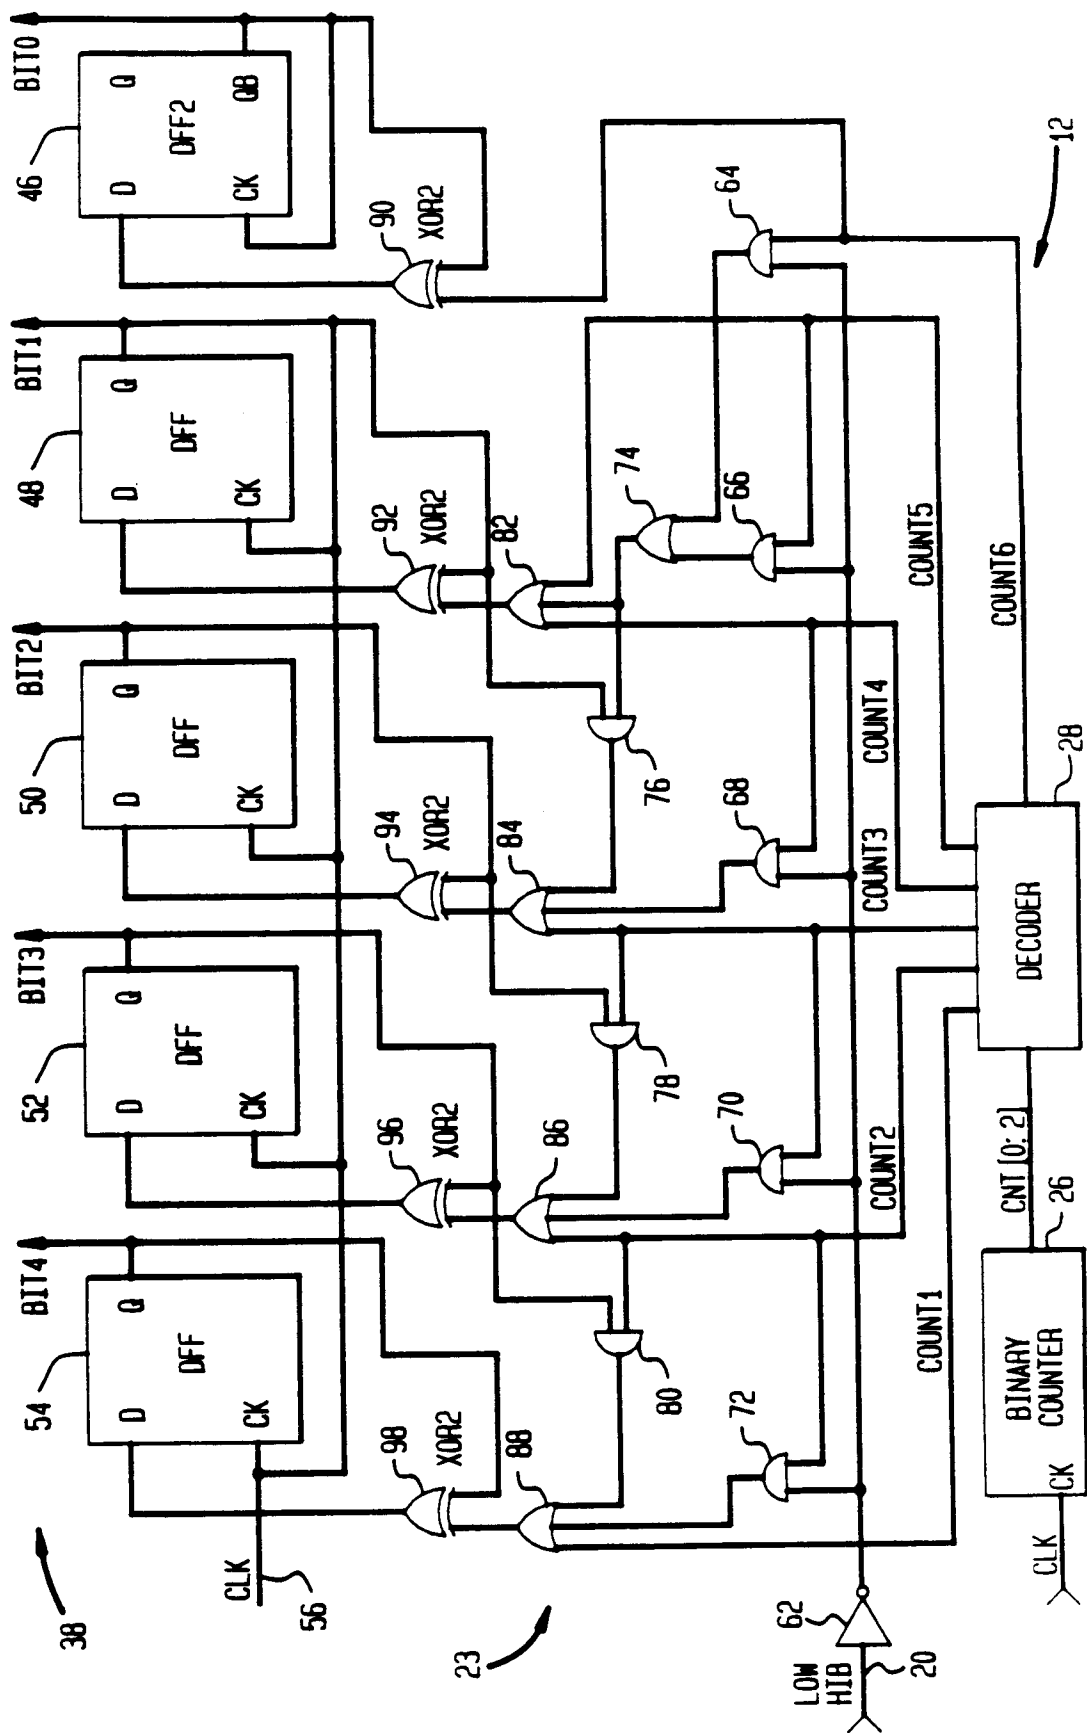 BIT4
BIT3
BIT2
BIT1
BIT0
38
54
52
50
48
46
D
Q
D
Q
D
Q
D
Q
D
Q
DFF
DFF
DFF
DFF
DFF2
CLK
CK
CK
CK
CK
CK
QB
56
98
96
94
92
90
XOR2
XOR2
XOR2
XOR2
XOR2
23
88
86
84
82
80
78
76
74
72
70
68
66
64
62
LOW
HIB
20
COUNT1
COUNT2
COUNT3
COUNT4
COUNT5
COUNT6
12
CLK
CK
BINARY
COUNTER
26
CNT [0; 2]
DECODER
28